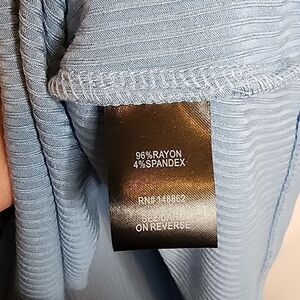 96%RAYON
4%SPANDEX
RN# 148862
ON REVERSE